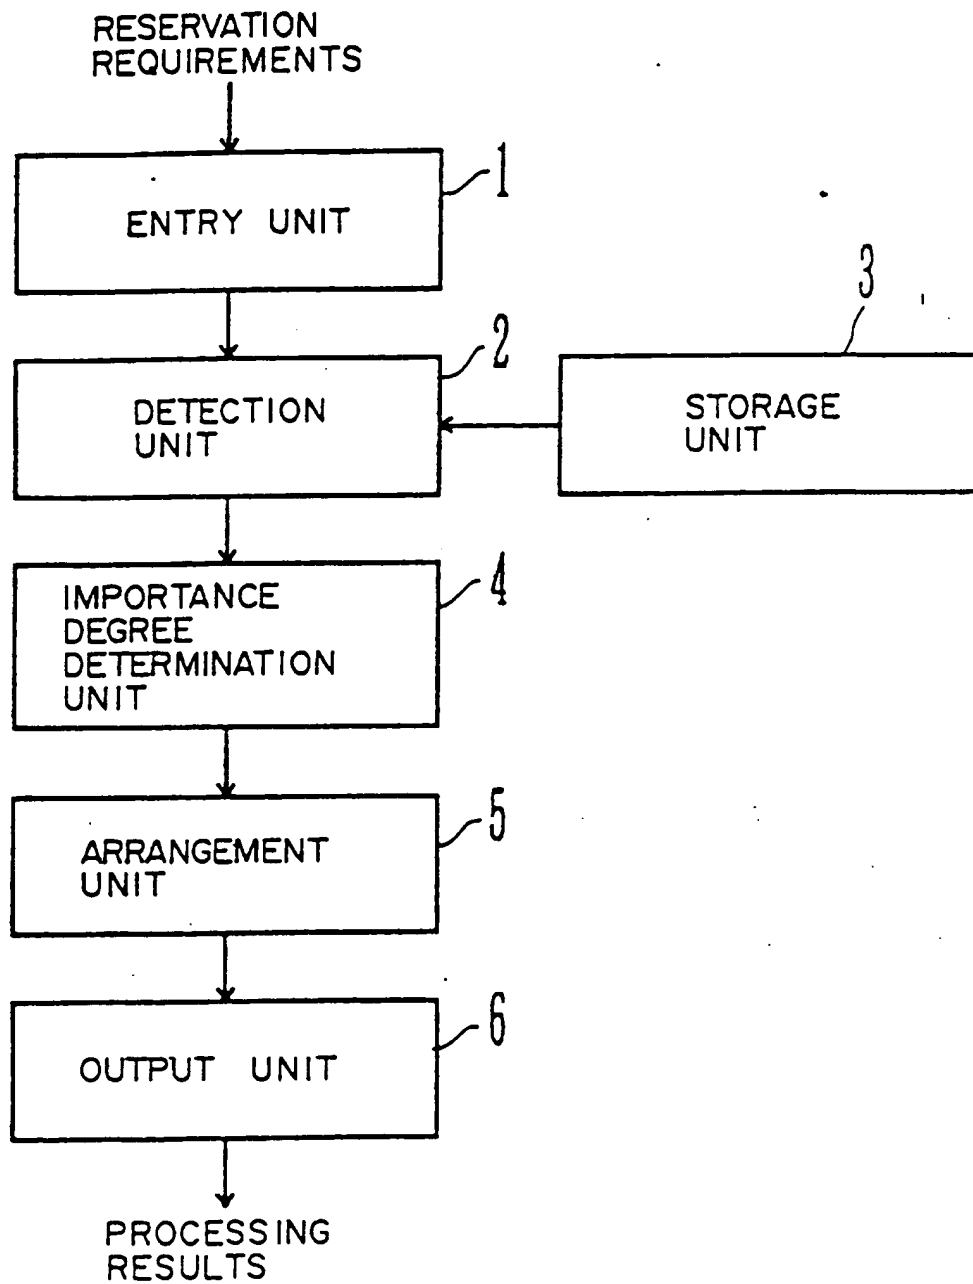 RESERVATION
REQUIREMENTS
1
ENTRY UNIT
2
3
DETECTION
UNIT
STORAGE
UNIT
4
IMPORTANCE
DEGREE
DETERMINATION
UNIT
5
ARRANGEMENT
UNIT
6
OUTPUT UNIT
PROCESSING
RESULTS